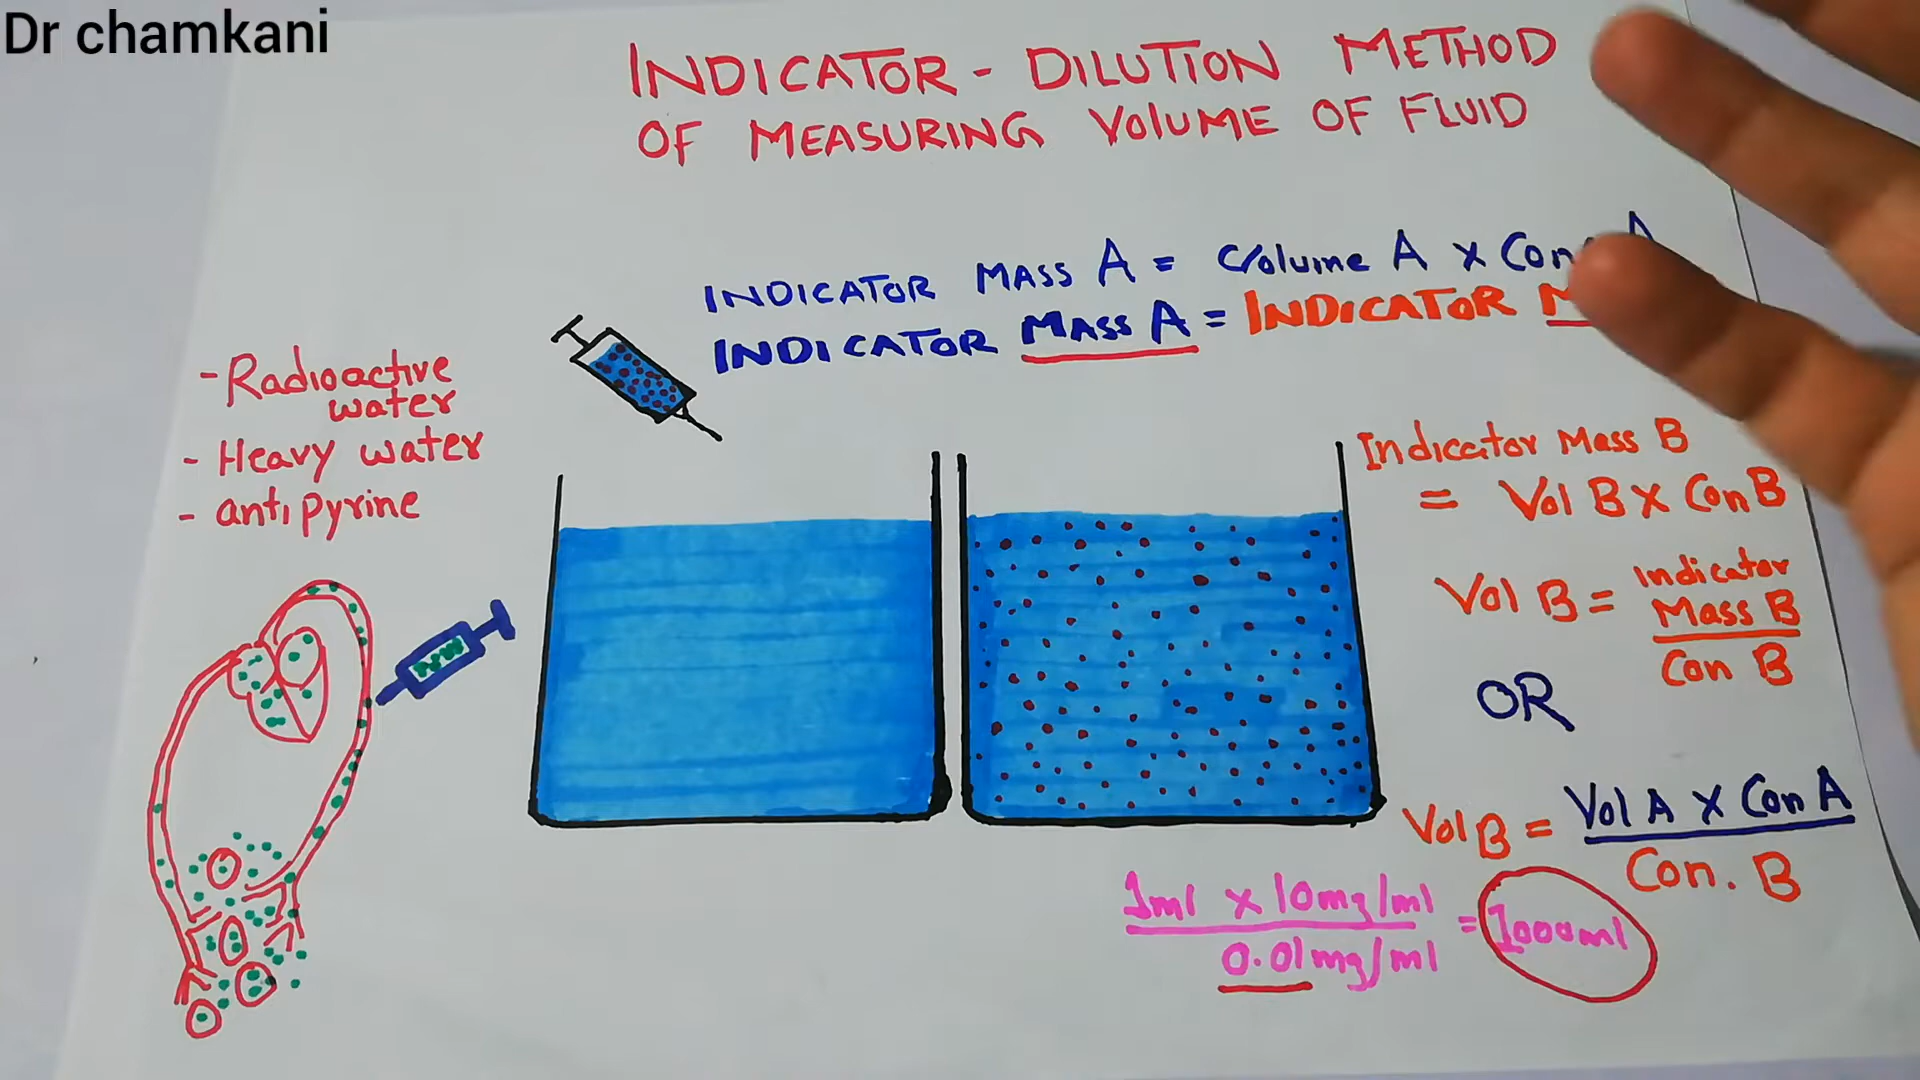 Dr chamkani
INDICATOR - DILUTION METHOD
OF MEASURING VOLUME OF FLUID
INDICATOR MASS A = Volume A x Con A
INDICATOR MASS A = INDICATOR
- Radioactive
water
- Heavy water
- antipyrine
Indicator Mass B
= Vol B X Con B
Vol B = Indicator
Mass B
Con B
OR
Vol B = Vol A X Con A
Con. B
1ml X 10mg/ml = 1000ml
0.01mg/ml